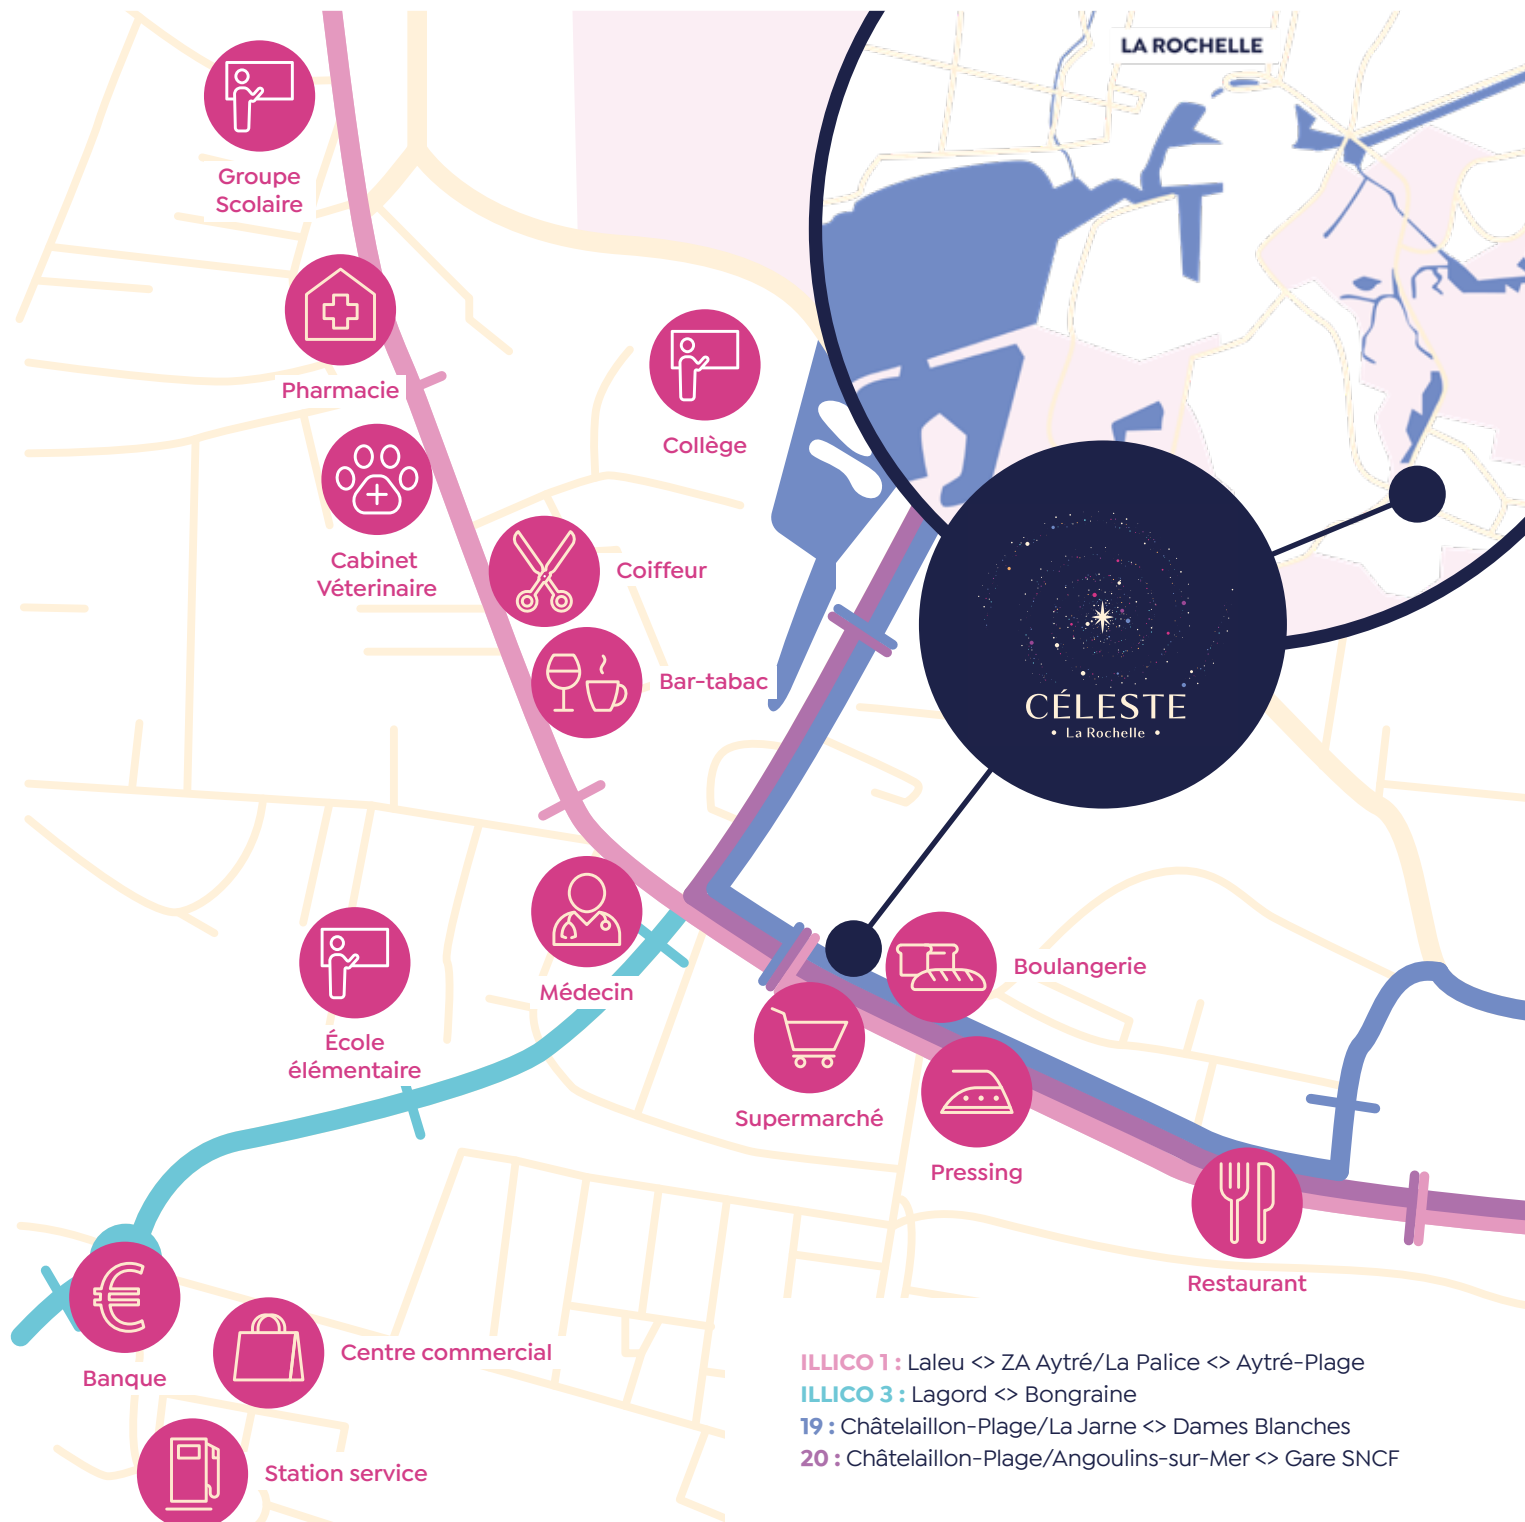 LA ROCHELLE
Groupe
Scolaire
Pharmacie
Collège
Cabinet
Véterinaire
Coiffeur
Bar-tabac
CÉLESTE
• La Rochelle •
Médecin
Boulangerie
École
élémentaire
Supermarché
Pressing
Restaurant
Banque
Centre commercial
Station service
ILLICO 1 : Laleu <> ZA Aytré/La Palice <> Aytré-Plage
ILLICO 3 : Lagord <> Bongraine
19 : Châtelaillon-Plage/La Jarne <> Dames Blanches
20 : Châtelaillon-Plage/Angoulins-sur-Mer <> Gare SNCF